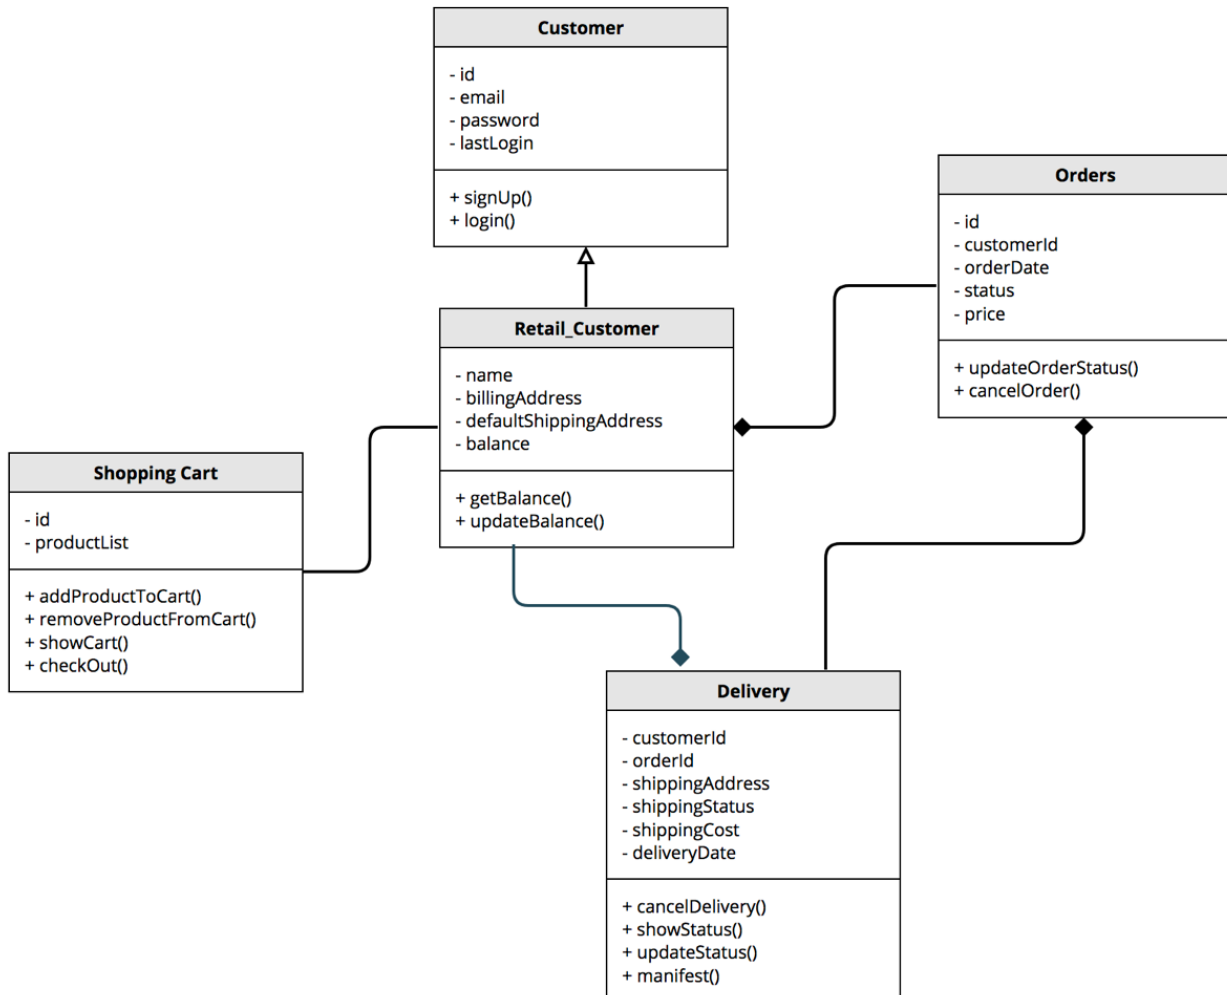 Customer
- id
- email
- password
- lastLogin
+ signUp()
+ login()
Orders
- id
- customerId
- orderDate
- status
- price
+ updateOrderStatus()
+ cancelOrder()
Retail_Customer
- name
- billingAddress
- defaultShippingAddress
- balance
+ getBalance()
+ updateBalance()
Shopping Cart
- id
- productList
+ addProductToCart()
+ removeProductFromCart()
+ showCart()
+ checkOut()
Delivery
- customerId
- orderId
- shippingAddress
- shippingStatus
- shippingCost
- deliveryDate
+ cancelDelivery()
+ showStatus()
+ updateStatus()
+ manifest()